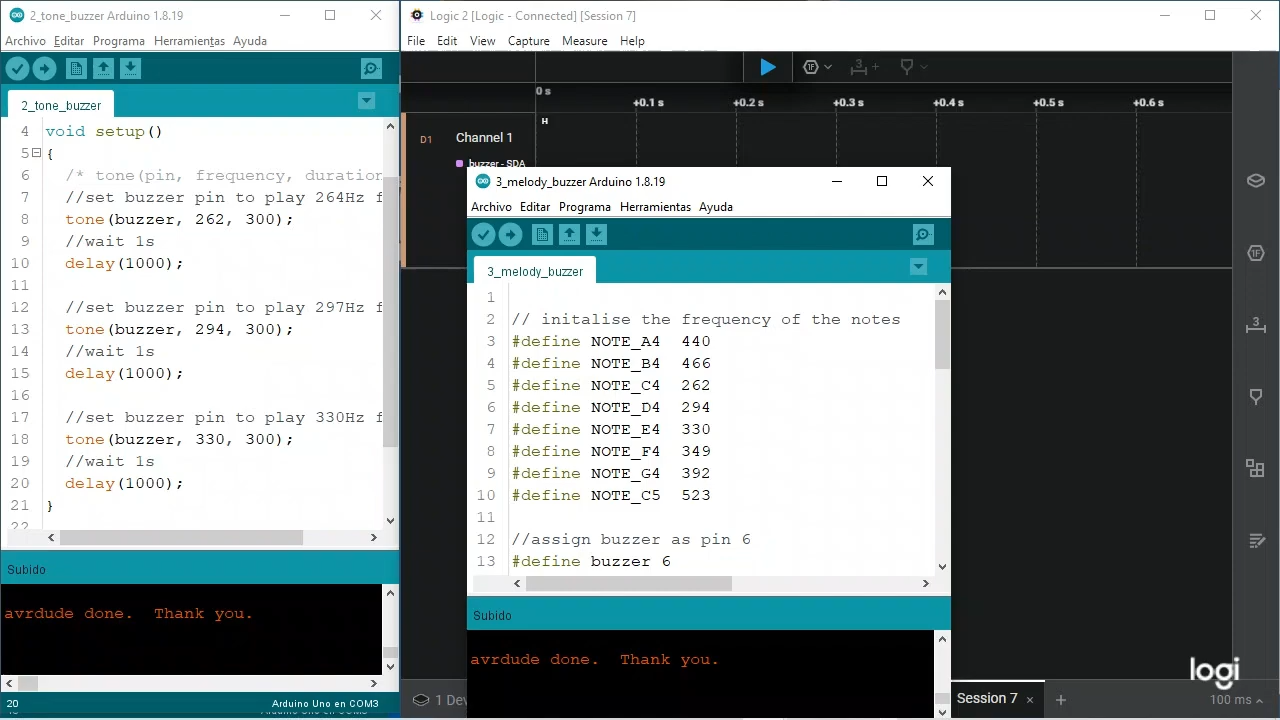 2_tone_buzzer Arduino 1.8.19
Archivo Editar Programa Herramientas Ayuda
2_tone_buzzer
4 void setup()
5 {
6 /* tone(pin, frequency, duration
7 //set buzzer pin to play 264Hz f
8 tone(buzzer, 262, 300);
9 //wait 1s
10 delay(1000);
11
12 //set buzzer pin to play 297Hz f
13 tone(buzzer, 294, 300);
14 //wait 1s
15 delay(1000);
16
17 //set buzzer pin to play 330Hz f
18 tone(buzzer, 330, 300);
19 //wait 1s
20 delay(1000);
21 }
22
Subido
avrdude done. Thank you.
20 Arduino Uno en COM3
Logic 2 [Logic - Connected] [Session 7]
File Edit View Capture Measure Help
0 s
+0.1 s +0.2 s +0.3 s +0.4 s +0.5 s +0.6 s
D1 Channel 1
H
buzzer - SDA
3_melody_buzzer Arduino 1.8.19
Archivo Editar Programa Herramientas Ayuda
3_melody_buzzer
1
2 // initalise the frequency of the notes
3 #define NOTE_A4 440
4 #define NOTE_B4 466
5 #define NOTE_C4 262
6 #define NOTE_D4 294
7 #define NOTE_E4 330
8 #define NOTE_F4 349
9 #define NOTE_G4 392
10 #define NOTE_C5 523
11
12 //assign buzzer as pin 6
13 #define buzzer 6
Subido
avrdude done. Thank you.
1 Dev
Session 7
100 ms
logi